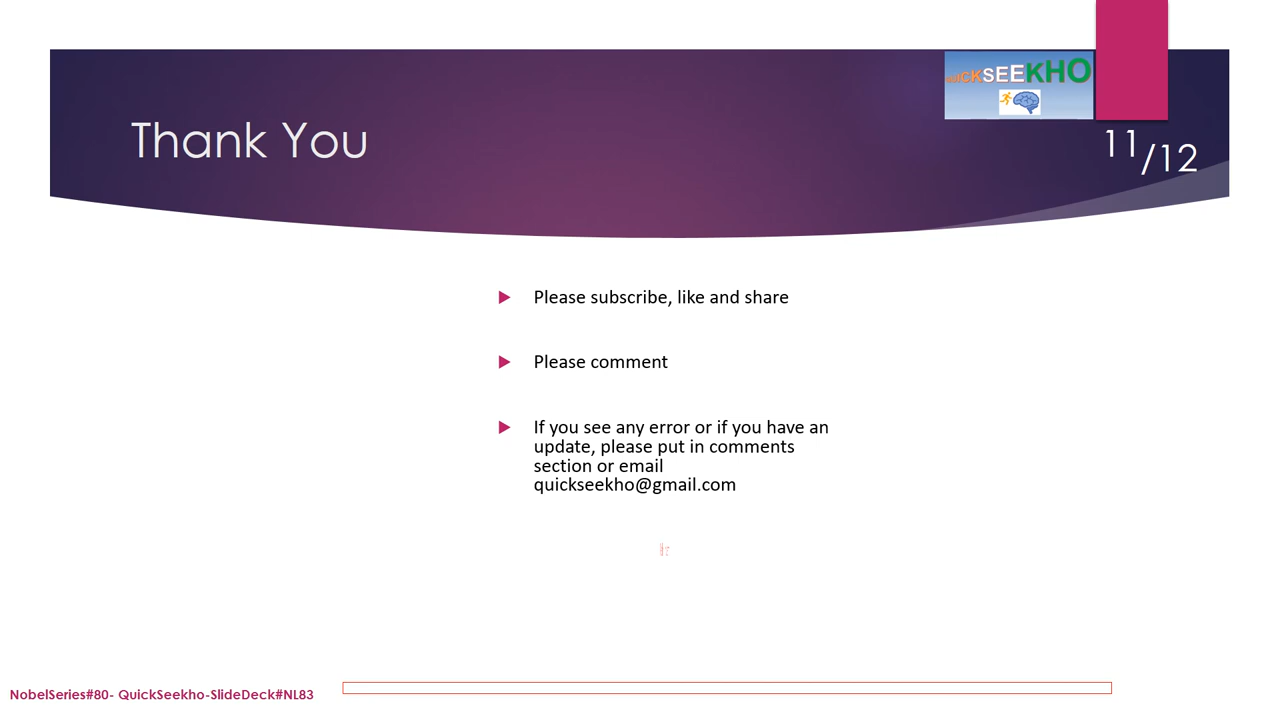 QuiCKSEEKHO
Thank You
11/12
Please subscribe, like and share
Please comment
If you see any error or if you have an
update, please put in comments
section or email
quickseekho@gmail.com
NobelSeries#80- QuickSeekho-SlideDeck#NL83